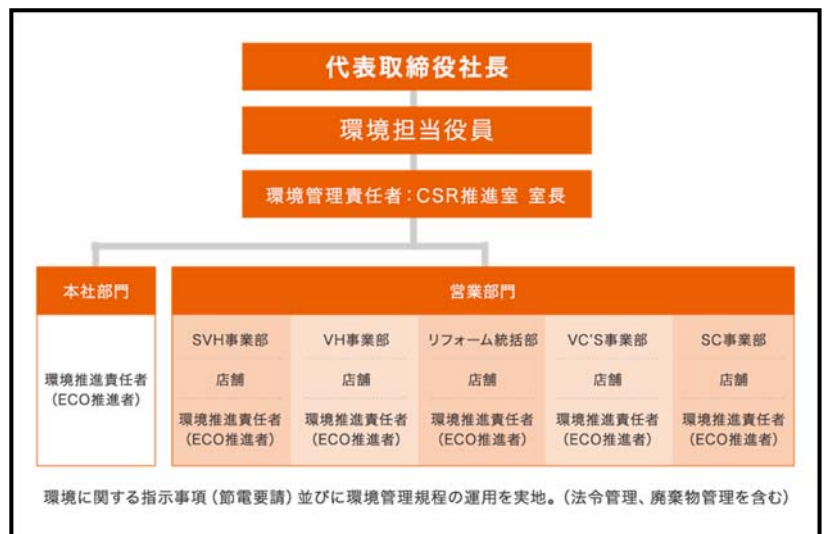 代表取締役社長
環境担当役員
環境管理責任者：CSR推進室 室長
本社部門
環境推進責任者
(ECO推進者)
営業部門
SVH事業部 VH事業部 リフォーム統括部 VC'S事業部 SC事業部
店舗 店舗 店舗 店舗 店舗
環境推進責任者 環境推進責任者 環境推進責任者 環境推進責任者 環境推進責任者
(ECO推進者) (ECO推進者) (ECO推進者) (ECO推進者) (ECO推進者)
環境に関する指示事項（節電要請）並びに環境管理規程の運用を実地。（法令管理、廃棄物管理を含む）